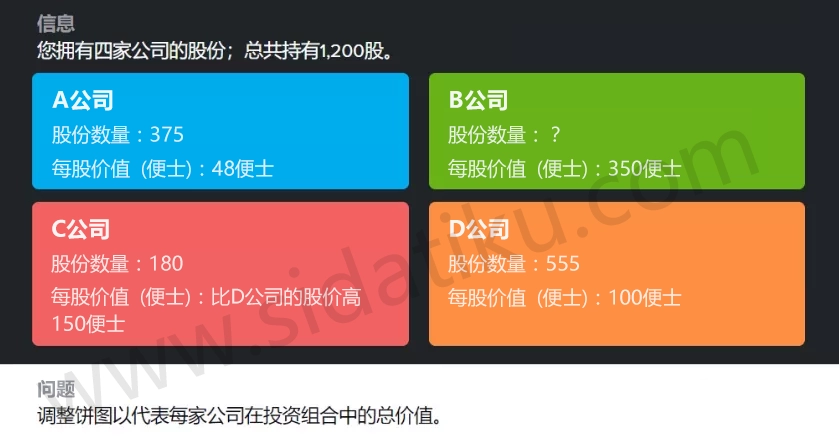 信息
您拥有四家公司的股份；总共持有1,200股。
A公司
股份数量：375
每股价值（便士)：48便士
B公司
股份数量：？
每股价值（便士)：350便士
C公司
股份数量：180
每股价值（便士)：比D公司的股价高
150便士
D公司
股份数量：555
每股价值（便士)：100便士
www.sidatiku.com
问题
调整饼图以代表每家公司在投资组合中的总价值。